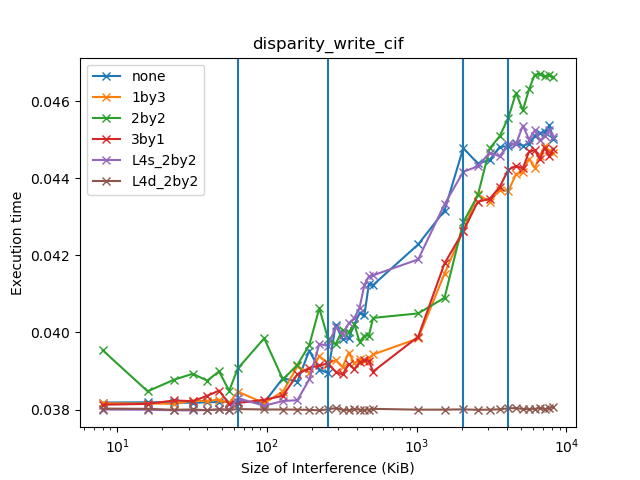 disparity_write_cif
none
1by3
2by2
3by1
L4s_2by2
L4d_2by2
Execution time
0.046
0.044
0.042
0.040
0.038
10¹
10²
10³
10⁴
Size of Interference (KiB)